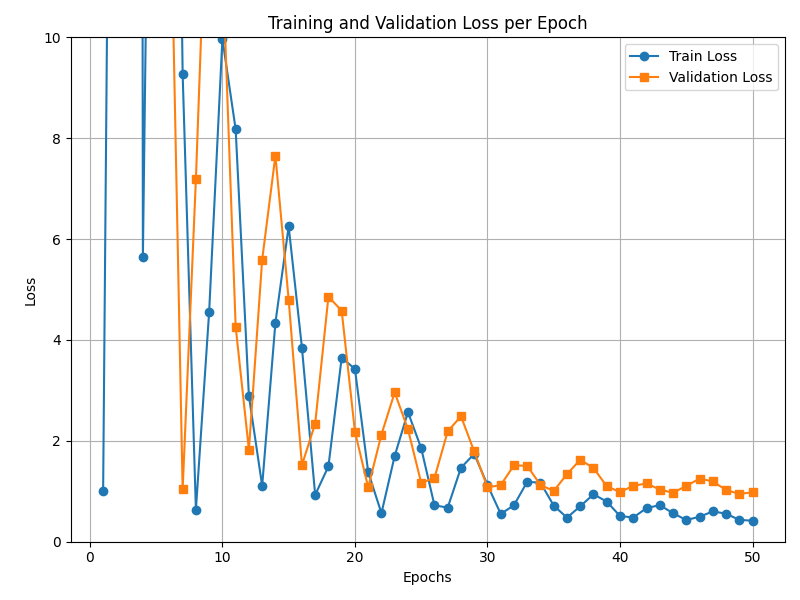 Training and Validation Loss per Epoch
Train Loss
Validation Loss
Loss
10
8
6
4
2
0
0 10 20 30 40 50
Epochs